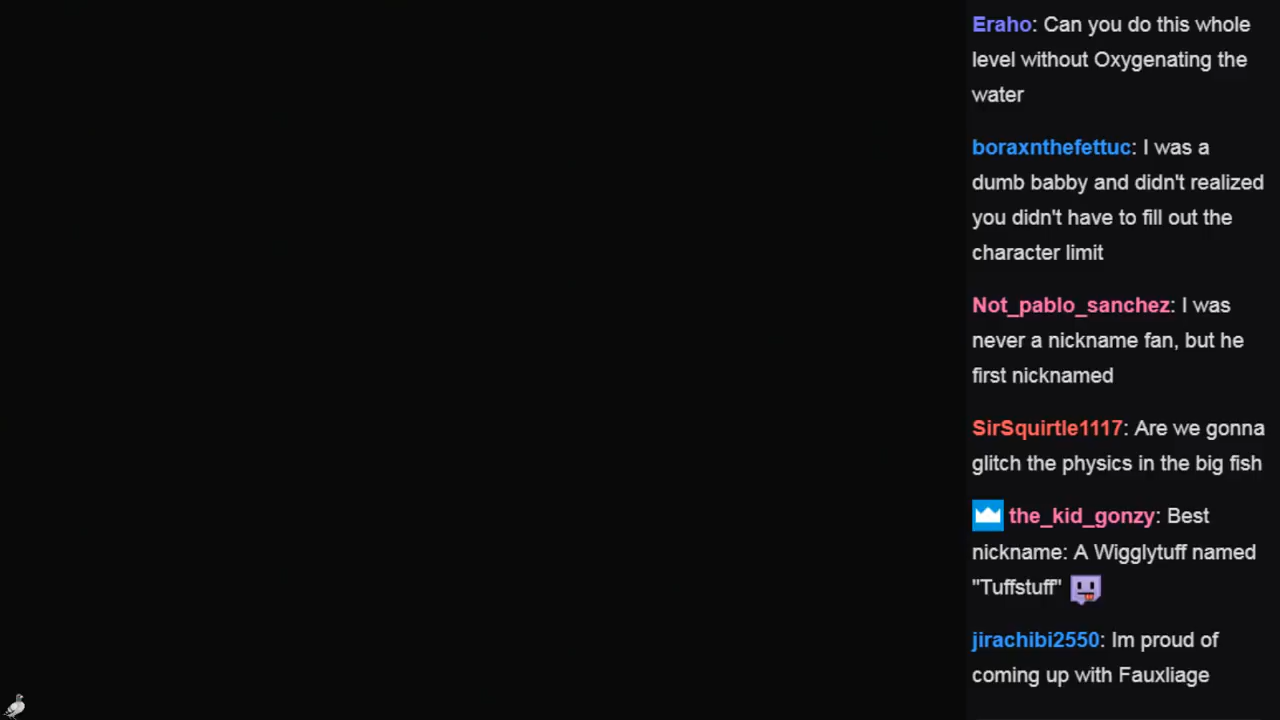 Eraho: Can you do this whole
level without Oxygenating the
water
boraxnthefettuc: I was a
dumb babby and didn't realized
you didn't have to fill out the
character limit
Not_pablo_sanchez: I was
never a nickname fan, but he
first nicknamed
SirSquirtle1117: Are we gonna
glitch the physics in the big fish
the_kid_gonzy: Best
nickname: A Wigglytuff named
"Tuffstuff"
jirachibi2550: Im proud of
coming up with Fauxliage